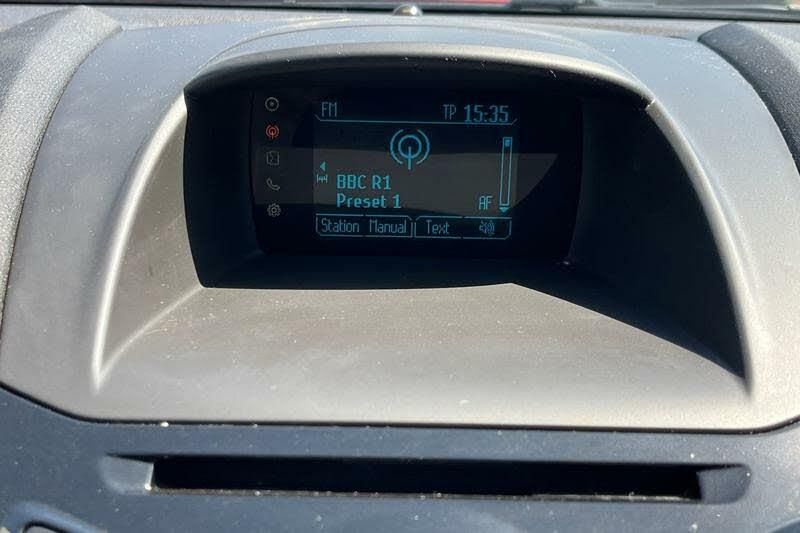 FM TP 15:35
BBC R1
Preset 1 AF
Station Manual Text